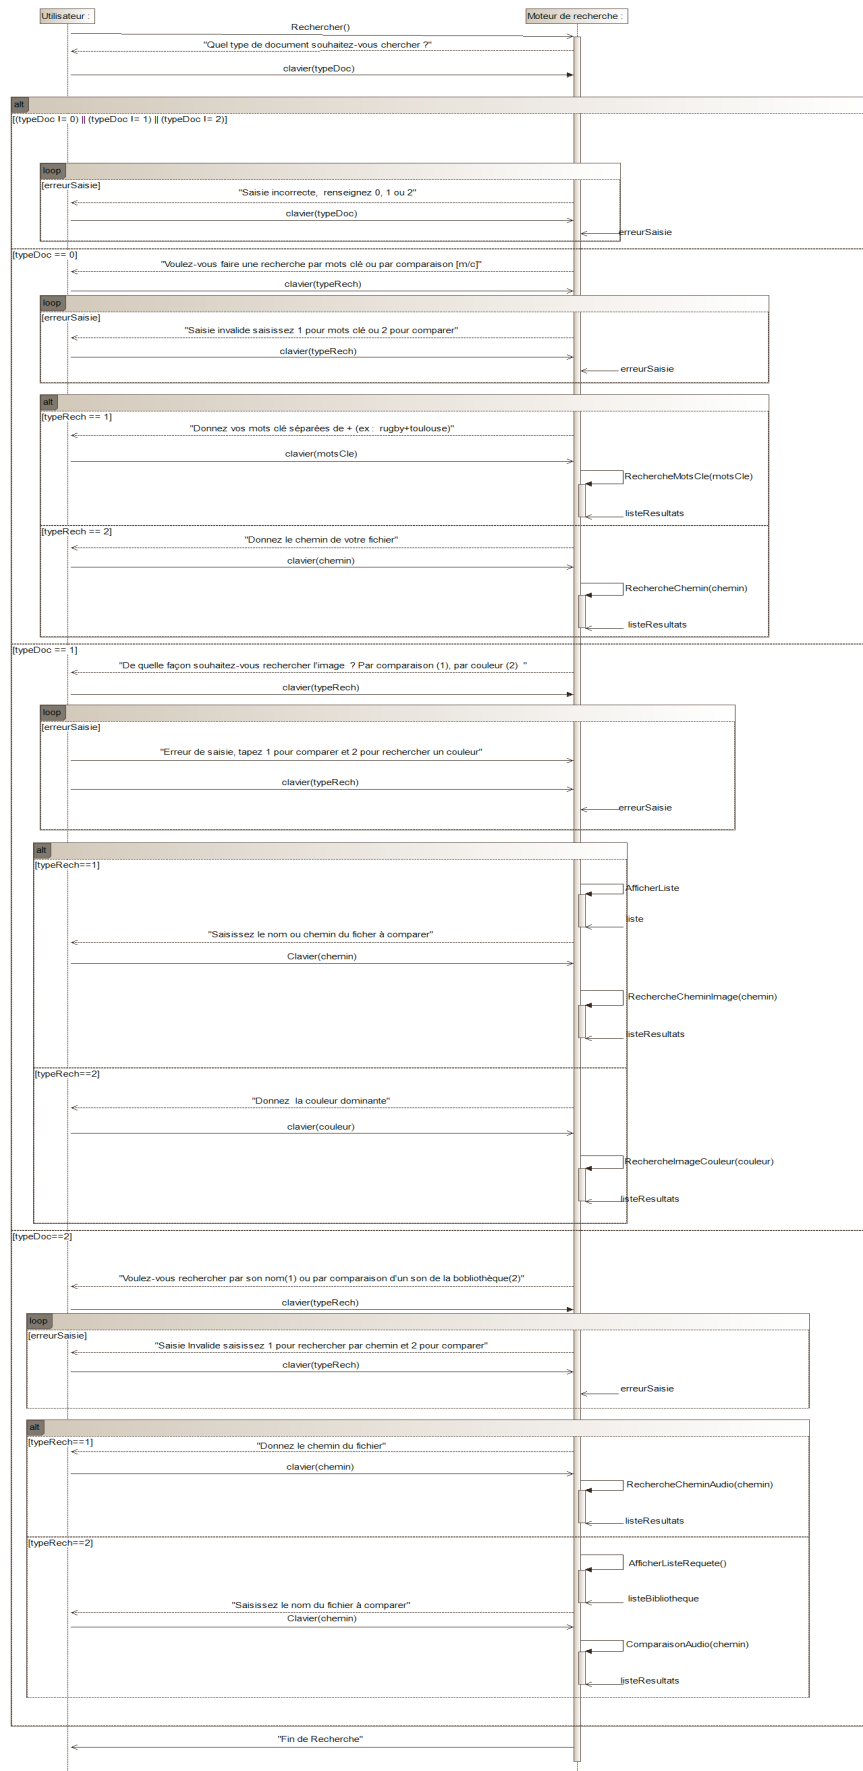 Utilisateur :
Moteur de recherche :
Rechercher()
"Quel type de document souhaitez-vous chercher ?"
clavier(typeDoc)
alt
[(typeDoc != 0) || (typeDoc != 1) || (typeDoc != 2)]
loop
[erreurSaisie]
"Saisie incorrecte, renseignez 0, 1 ou 2"
clavier(typeDoc)
erreurSaisie
[typeDoc == 0]
"Voulez-vous faire une recherche par mots clé ou par comparaison [m/c]"
clavier(typeRech)
loop
[erreurSaisie]
"Saisie invalide saisissez 1 pour mots clé ou 2 pour comparer"
clavier(typeRech)
erreurSaisie
alt
[typeRech == 1]
"Donnez vos mots clé séparées de + (ex : rugby+toulouse)"
clavier(motsCle)
RechercheMotsCle(motsCle)
listeResultats
[typeRech == 2]
"Donnez le chemin de votre fichier"
clavier(chemin)
RechercheChemin(chemin)
listeResultats
[typeDoc == 1]
"De quelle façon souhaitez-vous rechercher l'image ? Par comparaison (1), par couleur (2) "
clavier(typeRech)
loop
[erreurSaisie]
"Erreur de saisie, tapez 1 pour comparer et 2 pour rechercher un couleur"
clavier(typeRech)
erreurSaisie
alt
[typeRech==1]
AfficherListe
liste
"Saisissez le nom ou chemin du ficher à comparer"
Clavier(chemin)
RechercheCheminImage(chemin)
listeResultats
[typeRech==2]
"Donnez la couleur dominante"
clavier(couleur)
RechercheImageCouleur(couleur)
listeResultats
[typeDoc==2]
"Voulez-vous rechercher par son nom(1) ou par comparaison d'un son de la bobliothèque(2)"
clavier(typeRech)
loop
[erreurSaisie]
"Saisie Invalide saisissez 1 pour rechercher par chemin et 2 pour comparer"
clavier(typeRech)
erreurSaisie
alt
[typeRech==1]
"Donnez le chemin du fichier"
clavier(chemin)
RechercheCheminAudio(chemin)
listeResultats
[typeRech==2]
AfficherListeRequete()
listeBibliotheque
"Saisissez le nom du fichier à comparer"
Clavier(chemin)
ComparaisonAudio(chemin)
listeResultats
"Fin de Recherche"